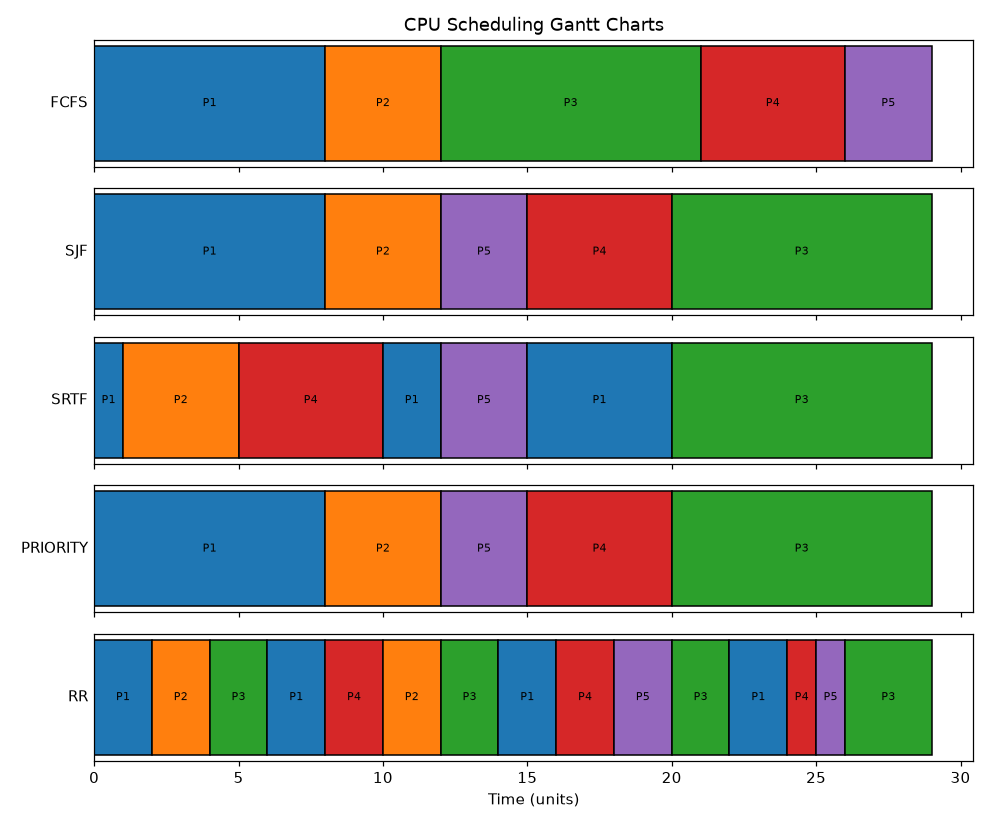 CPU Scheduling Gantt Charts
FCFS P1 P2 P3 P4 P5
SJF P1 P2 P5 P4 P3
SRTF P1 P2 P4 P1 P5 P1 P3
PRIORITY P1 P2 P5 P4 P3
RR P1 P2 P3 P1 P4 P2 P3 P1 P4 P5 P3 P1 P4 P5 P3
0 5 10 15 20 25 30
Time (units)